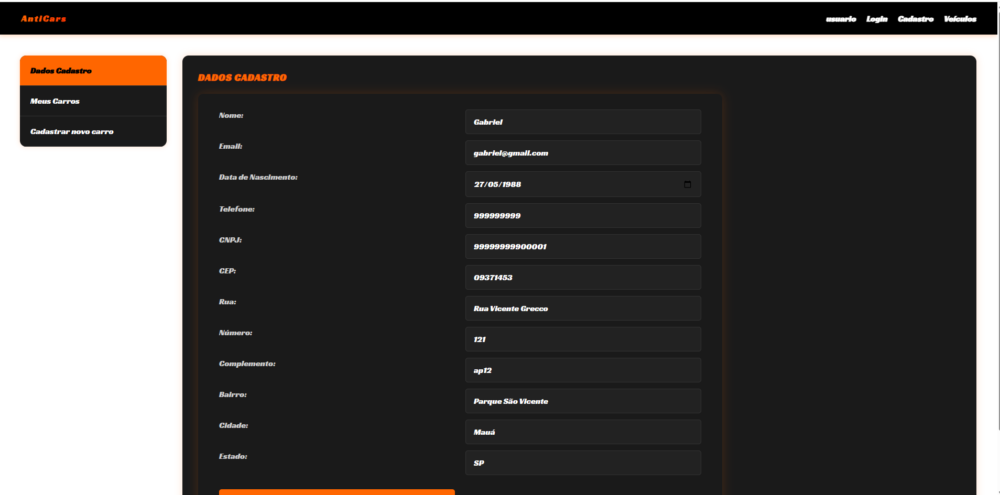 AntiCars
usuario Login Cadastro Veículos
Dados Cadastro
Meus Carros
Cadastrar novo carro
DADOS CADASTRO
Nome: Gabriel
Email: gabriel@gmail.com
Data de Nascimento: 27/05/1988
Telefone: 999999999
CNPJ: 99999999900001
CEP: 09371453
Rua: Rua Vicente Grecco
Número: 121
Complemento: ap12
Bairro: Parque São Vicente
Cidade: Mauá
Estado: SP